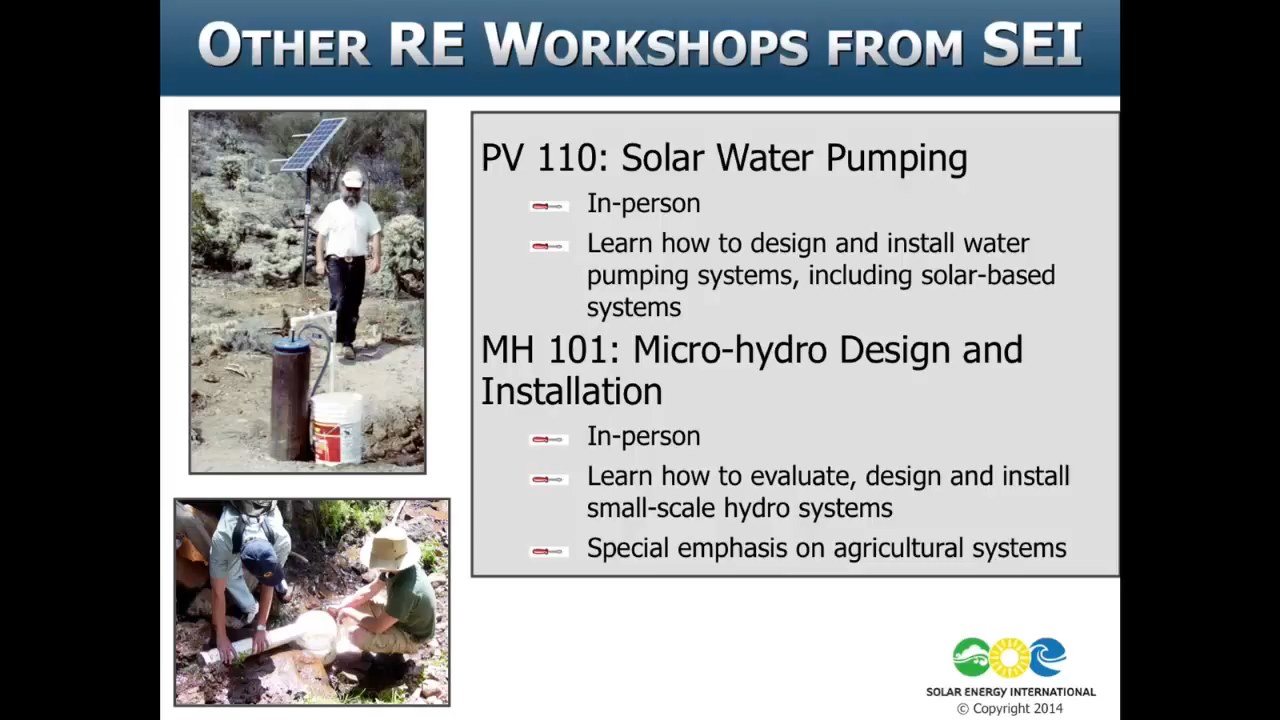 OTHER RE WORKSHOPS FROM SEI
PV 110: Solar Water Pumping
In-person
Learn how to design and install water
pumping systems, including solar-based
systems
MH 101: Micro-hydro Design and
Installation
In-person
Learn how to evaluate, design and install
small-scale hydro systems
Special emphasis on agricultural systems
SOLAR ENERGY INTERNATIONAL
© Copyright 2014